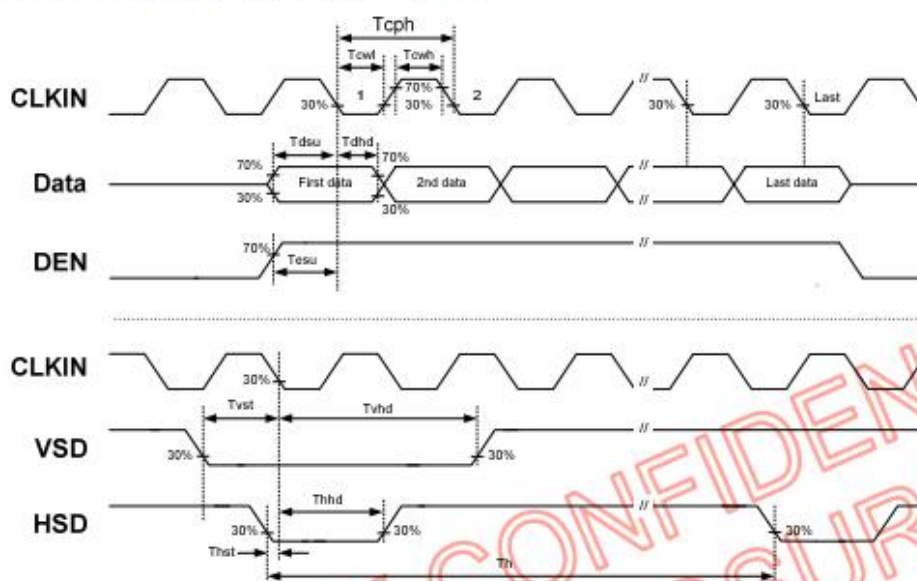 Tcph
Tcwl
Tcwh
CLKIN
30%
1
70%
30%
2
//
30%
30%
Last
Tdsu
Tdhd
Data
70%
30%
First data
70%
30%
2nd data
//
Last data
DEN
70%
Tesu
//
CLKIN
30%
//
Tvst
Tvhd
VSD
30%
30%
//
HSD
30%
Thhd
30%
//
30%
Thst
Th
CONFIDEN